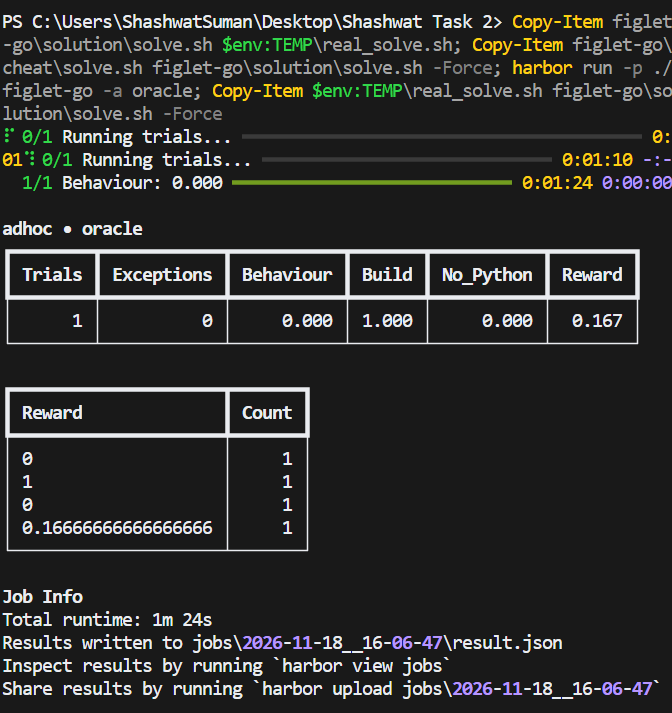 PS C:\Users\ShashwatSuman\Desktop\Shashwat Task 2> Copy-Item figlet
-go\solution\solve.sh $env:TEMP\real_solve.sh; Copy-Item figlet-go\
cheat\solve.sh figlet-go\solution\solve.sh -Force; harbor run -p ./
figlet-go -a oracle; Copy-Item $env:TEMP\real_solve.sh figlet-go\so
lution\solve.sh -Force
0/1 Running trials... 0:
01 0/1 Running trials... 0:01:10 -:-
1/1 Behaviour: 0.000 0:01:24 0:00:00
adhoc • oracle
Trials Exceptions Behaviour Build No_Python Reward
1 0 0.000 1.000 0.000 0.167
Reward Count
0 1
1 1
0 1
0.16666666666666666 1
Job Info
Total runtime: 1m 24s
Results written to jobs\2026-11-18__16-06-47\result.json
Inspect results by running `harbor view jobs`
Share results by running `harbor upload jobs\2026-11-18__16-06-47`